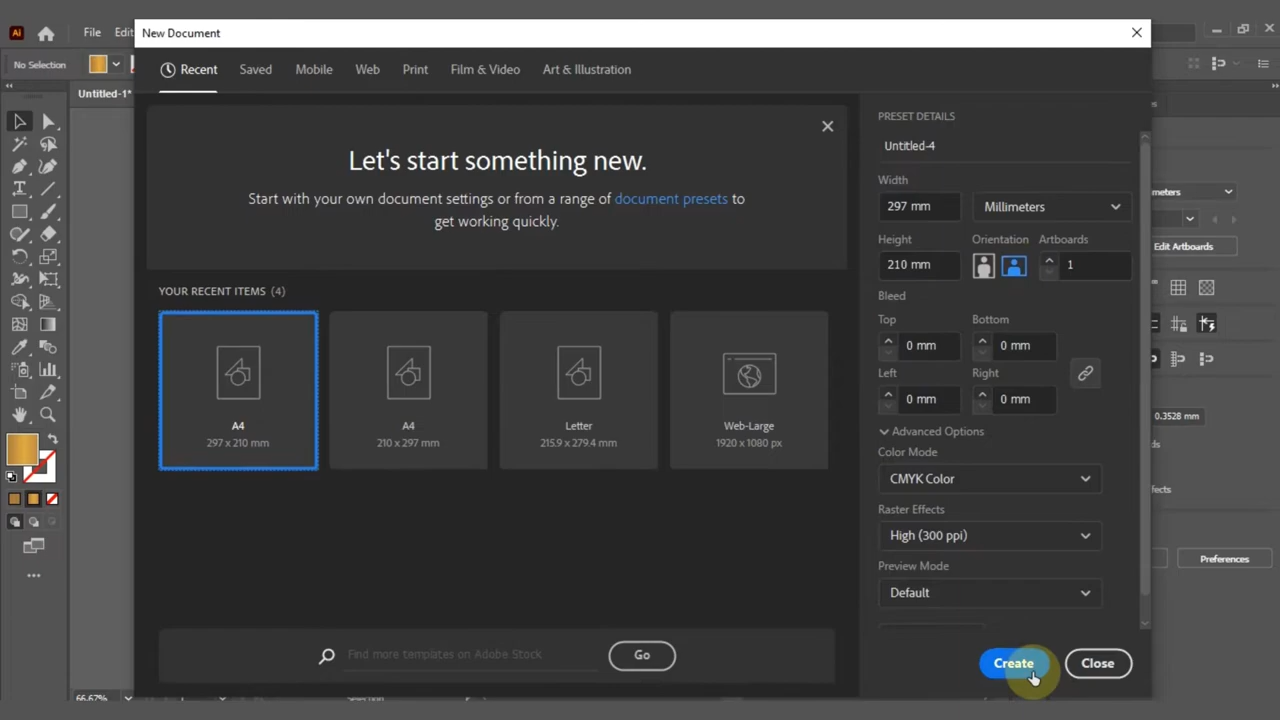 New Document
Ai File Edit
No Selection
Untilted-1*
Recent Saved Mobile Web Print Film & Video Art & Illustration
Let's start something new.
Start with your own document settings or from a range of document presets to
get working quickly.
YOUR RECENT ITEMS (4)
A4
297 x 210 mm
A4
210 x 297 mm
Letter
215.9 x 279.4 mm
Web-Large
1920 x 1080 px
Find more templates on Adobe Stock
Go
PRESET DETAILS
Untitled-4
Width
297 mm
Millimeters
Height
Orientation
Artboards
210 mm
1
Bleed
Top
Bottom
0 mm
0 mm
Left
Right
0 mm
0 mm
Advanced Options
Color Mode
CMYK Color
Raster Effects
High (300 ppi)
Preview Mode
Default
Create
Close
Edit Artboards
0.3528 mm
Preferences
66.67%